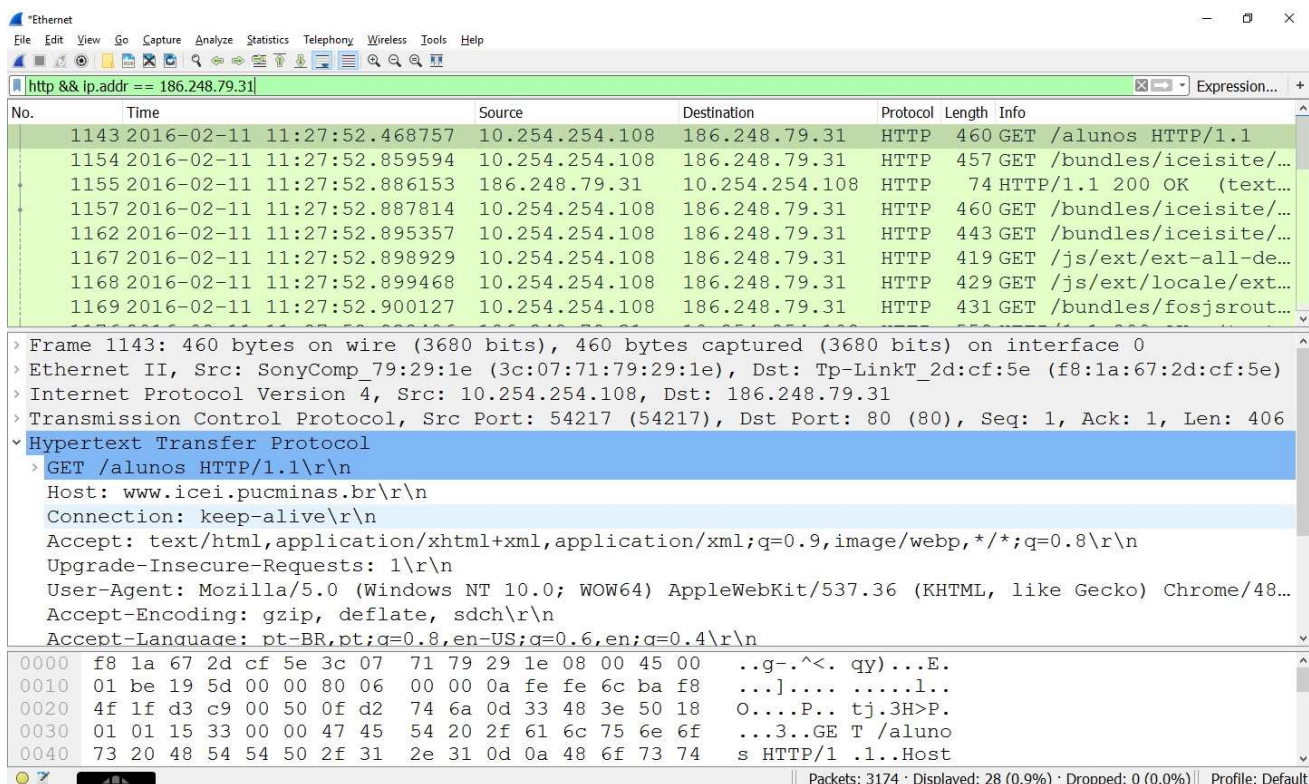 *Ethernet
File Edit View Go Capture Analyze Statistics Telephony Wireless Tools Help
http && ip.addr == 186.248.79.31
Expression... +
No. Time Source Destination Protocol Length Info
1143 2016-02-11 11:27:52.468757 10.254.254.108 186.248.79.31 HTTP 460 GET /alunos HTTP/1.1
1154 2016-02-11 11:27:52.859594 10.254.254.108 186.248.79.31 HTTP 457 GET /bundles/iceisite/…
1155 2016-02-11 11:27:52.886153 186.248.79.31 10.254.254.108 HTTP 74 HTTP/1.1 200 OK (text…
1157 2016-02-11 11:27:52.887814 10.254.254.108 186.248.79.31 HTTP 460 GET /bundles/iceisite/…
1162 2016-02-11 11:27:52.895357 10.254.254.108 186.248.79.31 HTTP 443 GET /bundles/iceisite/…
1167 2016-02-11 11:27:52.898929 10.254.254.108 186.248.79.31 HTTP 419 GET /js/ext/ext-all-de…
1168 2016-02-11 11:27:52.899468 10.254.254.108 186.248.79.31 HTTP 429 GET /js/ext/locale/ext…
1169 2016-02-11 11:27:52.900127 10.254.254.108 186.248.79.31 HTTP 431 GET /bundles/fosjsrout…
Frame 1143: 460 bytes on wire (3680 bits), 460 bytes captured (3680 bits) on interface 0
Ethernet II, Src: SonyComp_79:29:1e (3c:07:71:79:29:1e), Dst: Tp-LinkT_2d:cf:5e (f8:1a:67:2d:cf:5e)
Internet Protocol Version 4, Src: 10.254.254.108, Dst: 186.248.79.31
Transmission Control Protocol, Src Port: 54217 (54217), Dst Port: 80 (80), Seq: 1, Ack: 1, Len: 406
Hypertext Transfer Protocol
GET /alunos HTTP/1.1\r\n
Host: www.icei.pucminas.br\r\n
Connection: keep-alive\r\n
Accept: text/html,application/xhtml+xml,application/xml;q=0.9,image/webp,*/*;q=0.8\r\n
Upgrade-Insecure-Requests: 1\r\n
User-Agent: Mozilla/5.0 (Windows NT 10.0; WOW64) AppleWebKit/537.36 (KHTML, like Gecko) Chrome/48…
Accept-Encoding: gzip, deflate, sdch\r\n
Accept-Language: pt-BR,pt;q=0.8,en-US;q=0.6,en;q=0.4\r\n
0000 f8 1a 67 2d cf 5e 3c 07 71 79 29 1e 08 00 45 00 ..g-.^<. qy)...E.
0010 01 be 19 5d 00 00 80 06 00 00 0a fe fe 6c ba f8 ...].... .....l..
0020 4f 1f d3 c9 00 50 0f d2 74 6a 0d 33 48 3e 50 18 O....P.. tj.3H>P.
0030 01 01 15 33 00 00 47 45 54 20 2f 61 6c 75 6e 6f ...3..GE T /aluno
0040 73 20 48 54 54 50 2f 31 2e 31 0d 0a 48 6f 73 74 s HTTP/1 .1..Host
Packets: 3174 · Displayed: 28 (0.9%) · Dropped: 0 (0.0%) Profile: Default